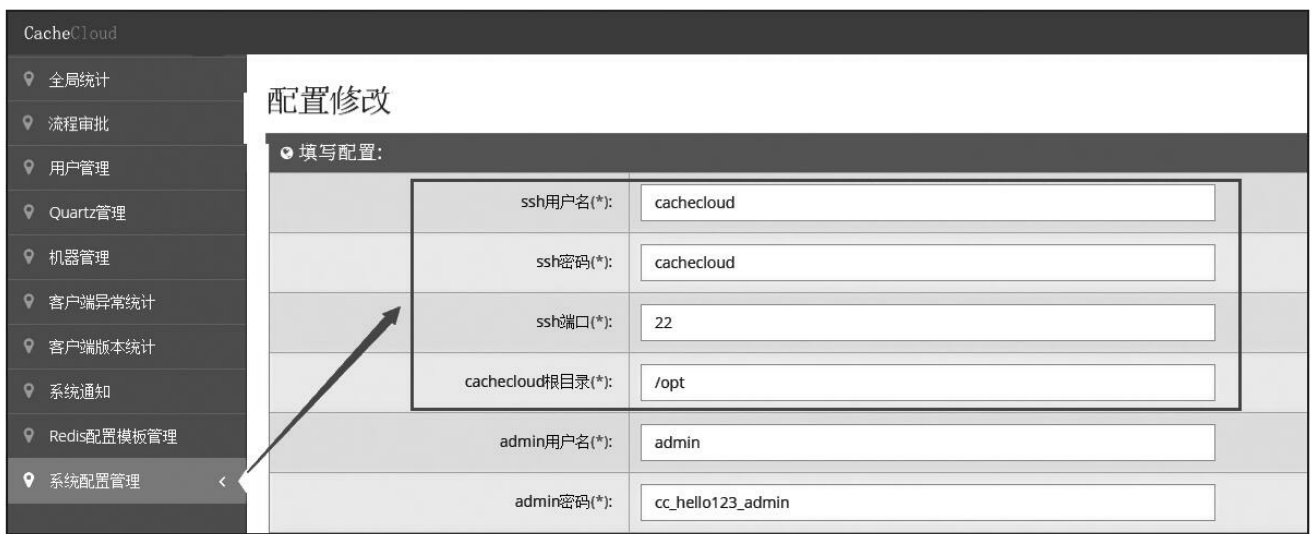 CacheCloud
全局统计
流程审批
用户管理
Quartz管理
机器管理
客户端异常统计
客户端版本统计
系统通知
Redis配置模板管理
系统配置管理 <
配置修改
填写配置:
ssh用户名(*): cachecloud
ssh密码(*): cachecloud
ssh端口(*): 22
cachecloud根目录(*): /opt
admin用户名(*): admin
admin密码(*): cc_hello123_admin